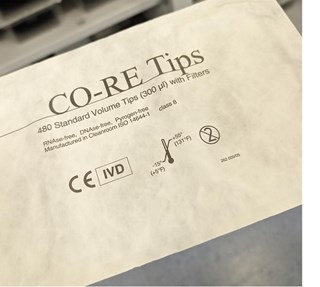 CO-RE Tips
480 Standard Volume Tips (300 µl) with Filters
RNAse-free, DNAse-free, Pyrogen-free
Manufactured in Cleanroom ISO 14644-1 class 8
CE IVD
+55°
(131°F)
-15°
(+5°F)
2